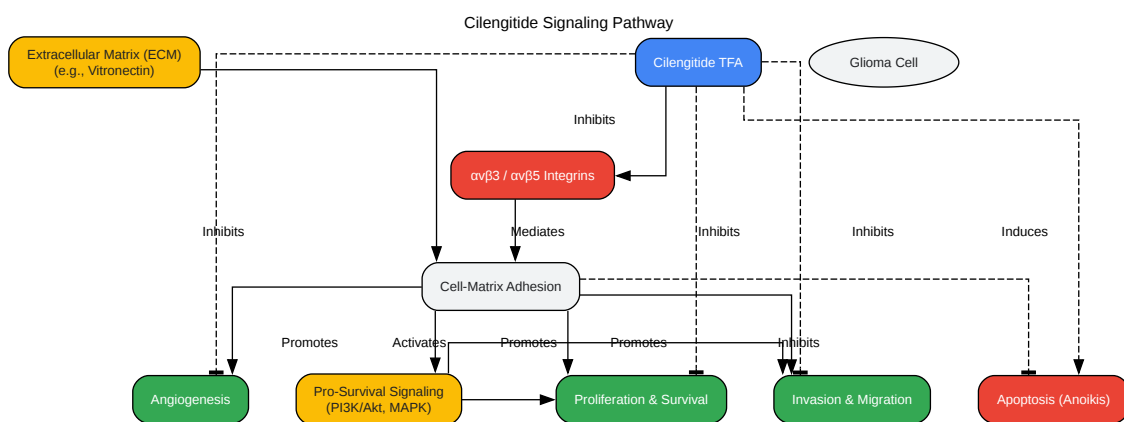 Cilengitide Signaling Pathway
Extracellular Matrix (ECM)
(e.g., Vitronectin)
Cilengitide TFA
Glioma Cell
Inhibits
αvβ3 / αvβ5 Integrins
Inhibits
Mediates
Inhibits
Inhibits
Induces
Cell-Matrix Adhesion
Promotes
Activates
Promotes
Promotes
Inhibits
Angiogenesis
Pro-Survival Signaling
(PI3K/Akt, MAPK)
Proliferation & Survival
Invasion & Migration
Apoptosis (Anoikis)